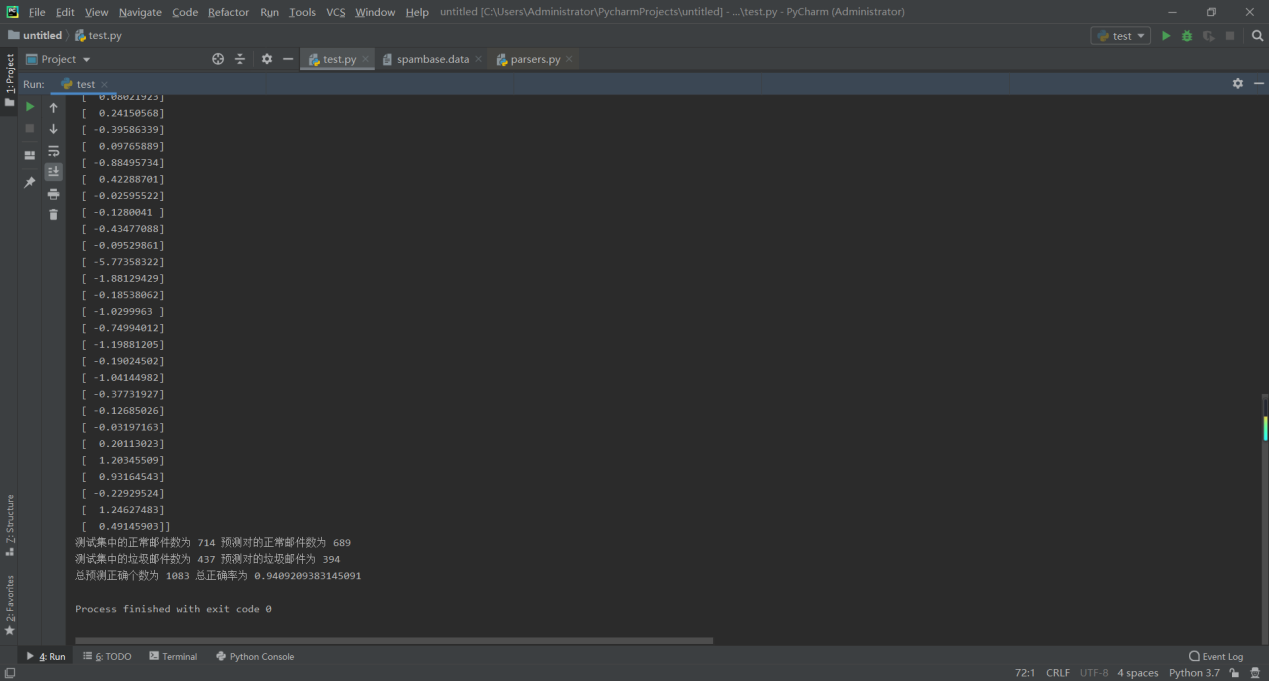 File Edit View Navigate Code Refactor Run Tools VCS Window Help untitled [C:\Users\Administrator\PycharmProjects\untitled] - ...\test.py - PyCharm (Administrator)
untitled test.py test
1: Project
Project test.py spambase.data parsers.py
Run: test
[ 0.08021923]
[ 0.24150568]
[ -0.39586339]
[ 0.09765889]
[ -0.88495734]
[ 0.42288701]
[ -0.02595522]
[ -0.1280041 ]
[ -0.43477088]
[ -0.09529861]
[ -5.77358322]
[ -1.88129429]
[ -0.18538062]
[ -1.0299963 ]
[ -0.74994012]
[ -1.19881205]
[ -0.19024502]
[ -1.04144982]
[ -0.37731927]
[ -0.12685026]
[ -0.03197163]
[ 0.20113023]
[ 1.20345509]
[ 0.93164543]
[ -0.22929524]
[ 1.24627483]
[ 0.49145903]]
测试集中的正常邮件数为 714 预测对的正常邮件数为 689
测试集中的垃圾邮件数为 437 预测对的垃圾邮件为 394
总预测正确个数为 1083 总正确率为 0.9409209383145091
Process finished with exit code 0
Z: Structure
2: Favorites
4: Run 6: TODO Terminal Python Console Event Log
72:1 CRLF UTF-8 4 spaces Python 3.7